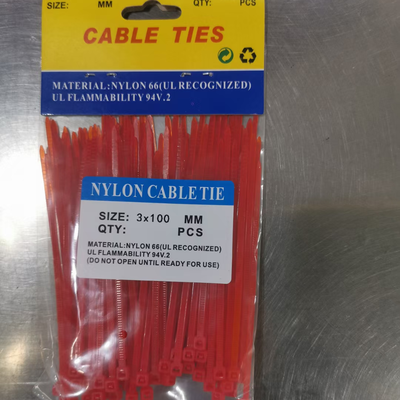 SIZE: MM QTY: PCS
CABLE TIES
MATERIAL:NYLON 66(UL RECOGNIZED)
UL FLAMMABILITY 94V.2
NYLON CABLE TIE
SIZE: 3x100 MM
QTY: PCS
MATERIAL:NYLON 66(UL RECOGNIZED)
UL FLAMMABILITY 94V.2
(DO NOT OPEN UNTIL READY FOR USE)